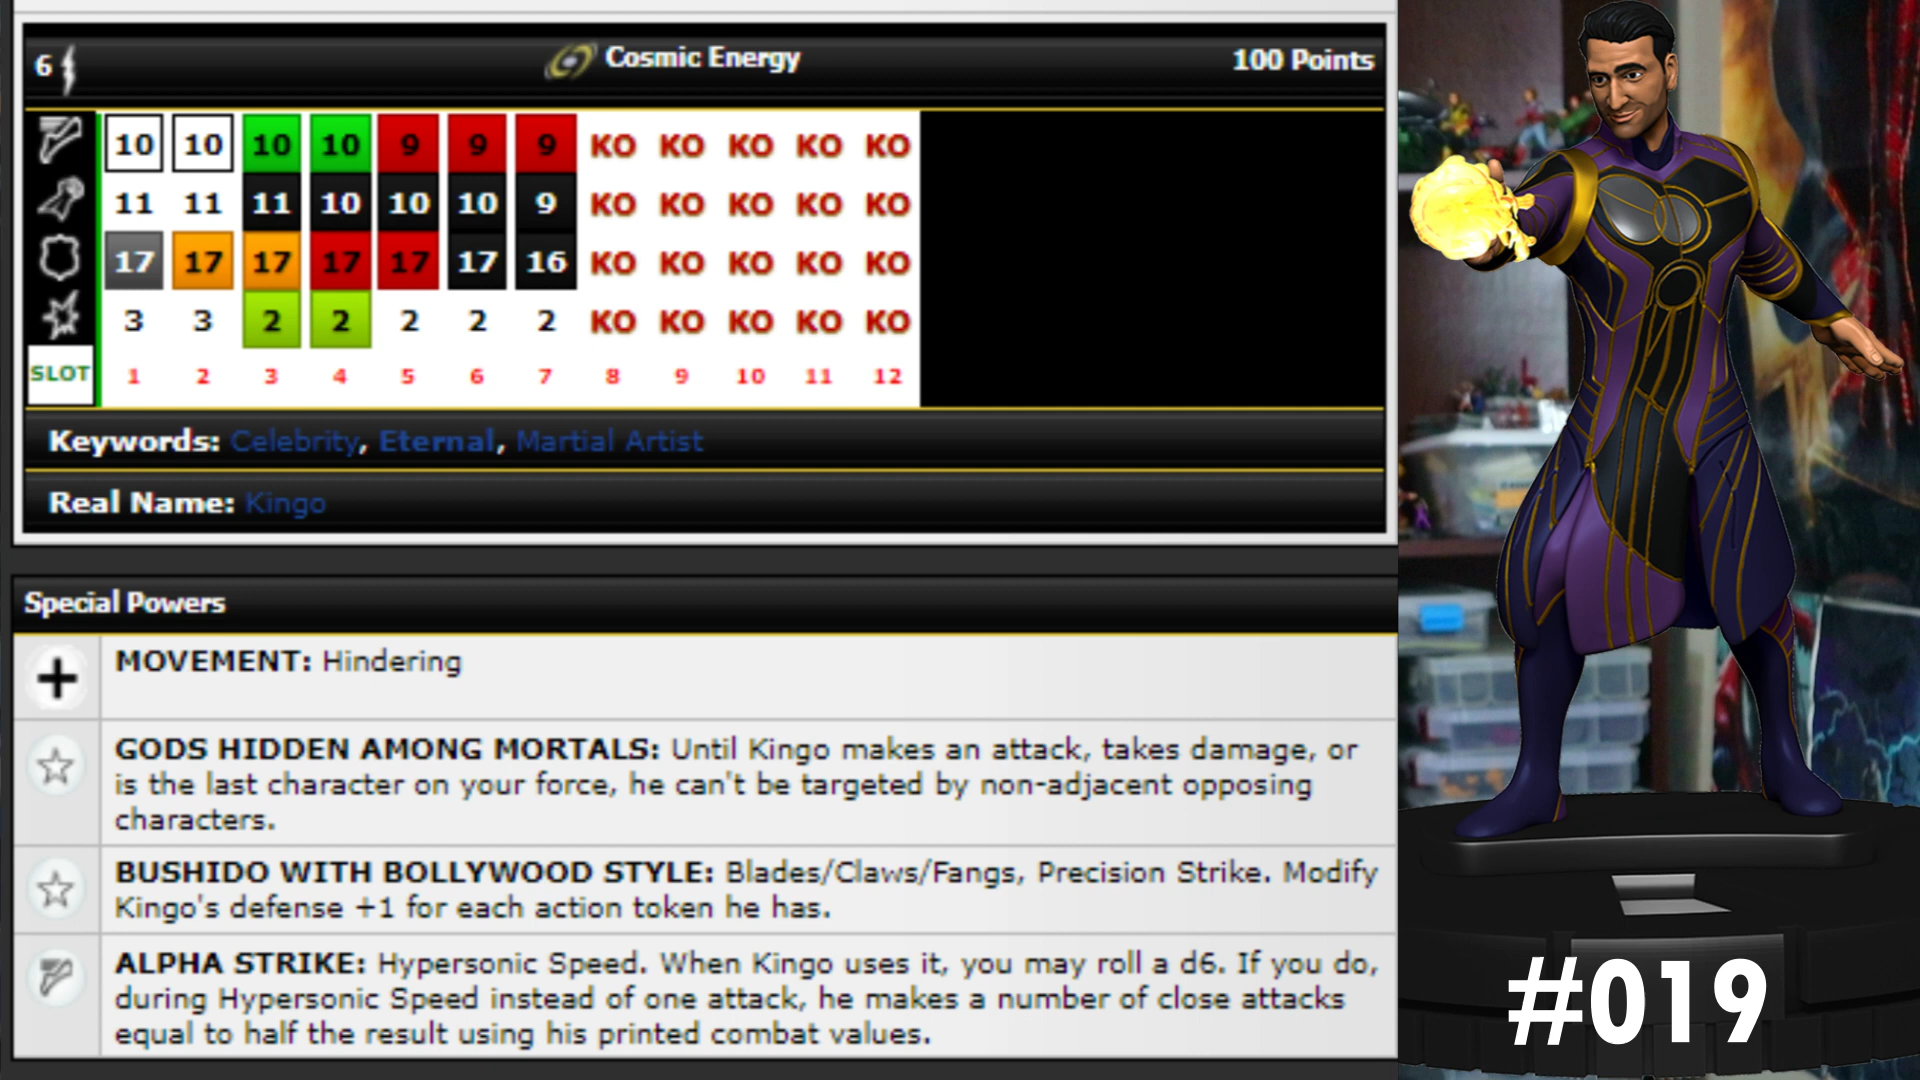 6 Cosmic Energy 100 Points
10 10 10 10 9 9 9 KO KO KO KO KO
11 11 11 10 10 10 9 KO KO KO KO KO
17 17 17 17 17 17 16 KO KO KO KO KO
3 3 2 2 2 2 2 KO KO KO KO KO
SLOT 1 2 3 4 5 6 7 8 9 10 11 12
Keywords: Celebrity, Eternal, Martial Artist
Real Name: Kingo
Special Powers
MOVEMENT: Hindering
GODS HIDDEN AMONG MORTALS: Until Kingo makes an attack, takes damage, or
is the last character on your force, he can't be targeted by non-adjacent opposing
characters.
BUSHIDO WITH BOLLYWOOD STYLE: Blades/Claws/Fangs, Precision Strike. Modify
Kingo's defense +1 for each action token he has.
ALPHA STRIKE: Hypersonic Speed. When Kingo uses it, you may roll a d6. If you do,
during Hypersonic Speed instead of one attack, he makes a number of close attacks
equal to half the result using his printed combat values.
#019